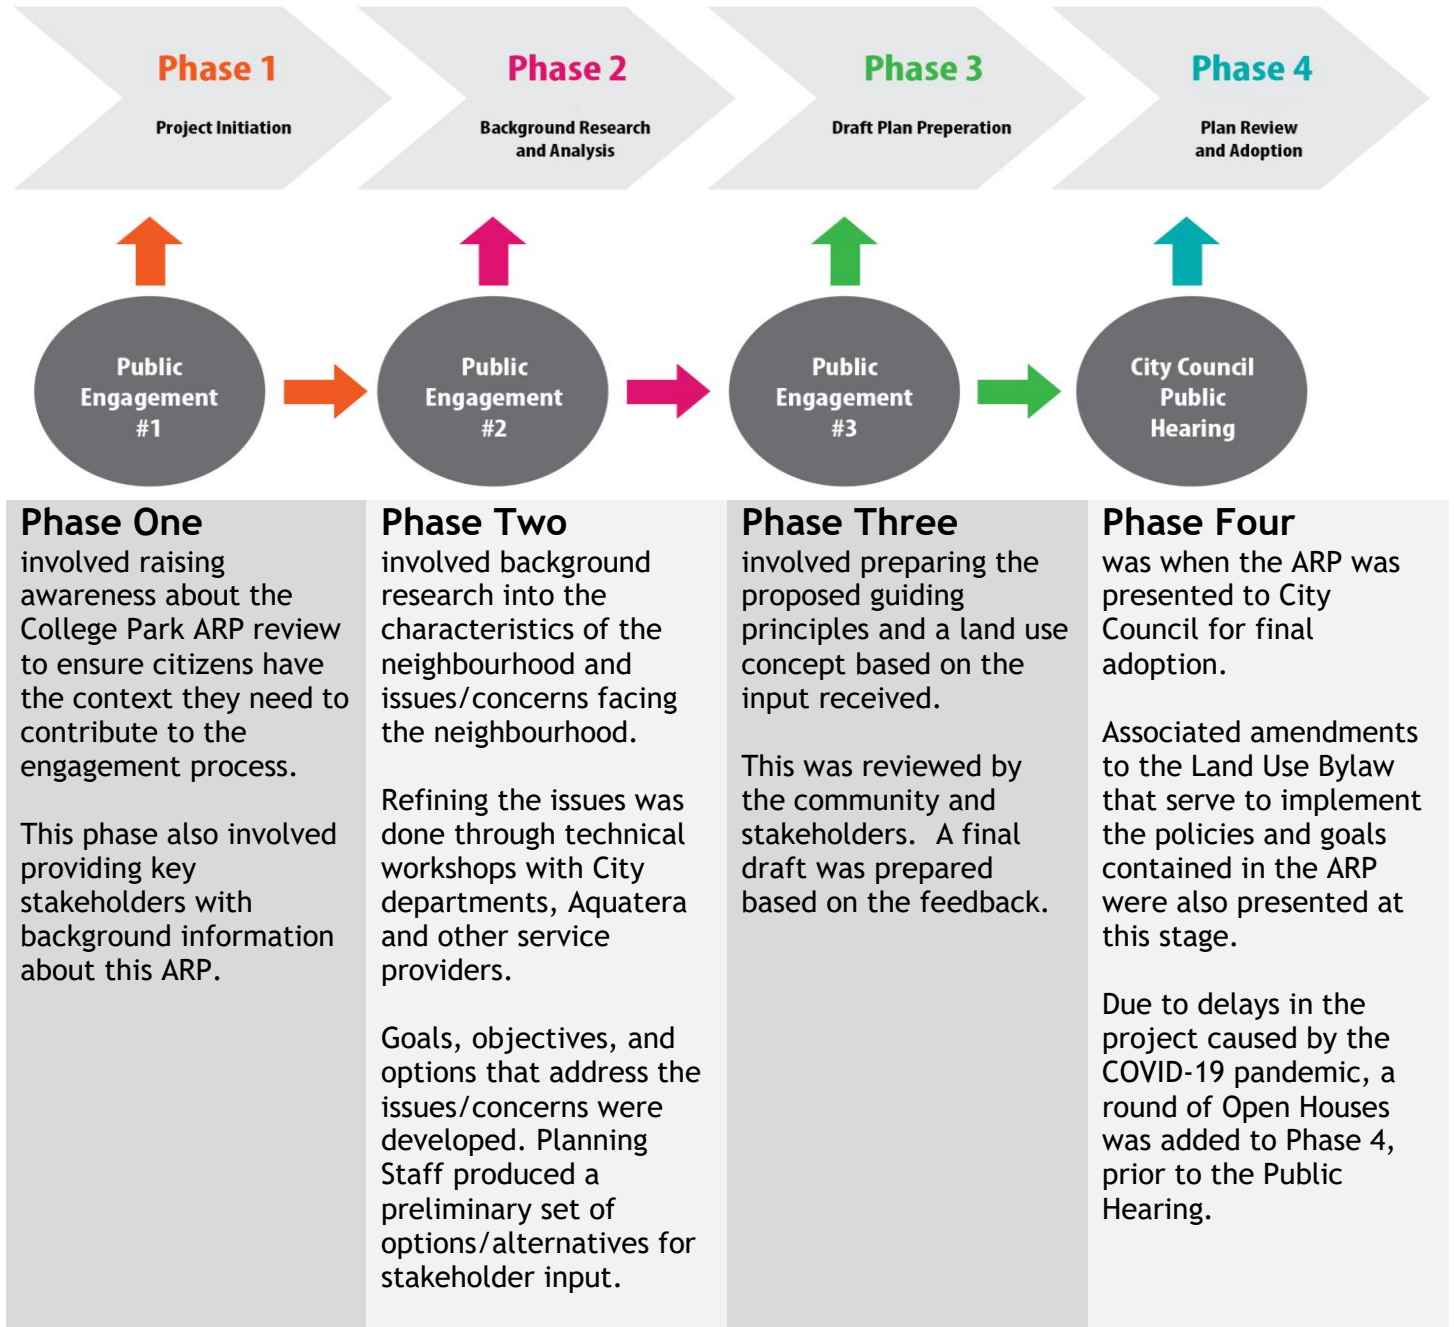 Phase 1
Project Initiation
Phase 2
Background Research
and Analysis
Phase 3
Draft Plan Preperation
Phase 4
Plan Review
and Adoption
Public
Engagement
#1
Public
Engagement
#2
Public
Engagement
#3
City Council
Public
Hearing
Phase One
involved raising
awareness about the
College Park ARP review
to ensure citizens have
the context they need to
contribute to the
engagement process.
This phase also involved
providing key
stakeholders with
background information
about this ARP.
Phase Two
involved background
research into the
characteristics of the
neighbourhood and
issues/concerns facing
the neighbourhood.
Refining the issues was
done through technical
workshops with City
departments, Aquatera
and other service
providers.
Goals, objectives, and
options that address the
issues/concerns were
developed. Planning
Staff produced a
preliminary set of
options/alternatives for
stakeholder input.
Phase Three
involved preparing the
proposed guiding
principles and a land use
concept based on the
input received.
This was reviewed by
the community and
stakeholders.  A final
draft was prepared
based on the feedback.
Phase Four
was when the ARP was
presented to City
Council for final
adoption.
Associated amendments
to the Land Use Bylaw
that serve to implement
the policies and goals
contained in the ARP
were also presented at
this stage.
Due to delays in the
project caused by the
COVID-19 pandemic, a
round of Open Houses
was added to Phase 4,
prior to the Public
Hearing.